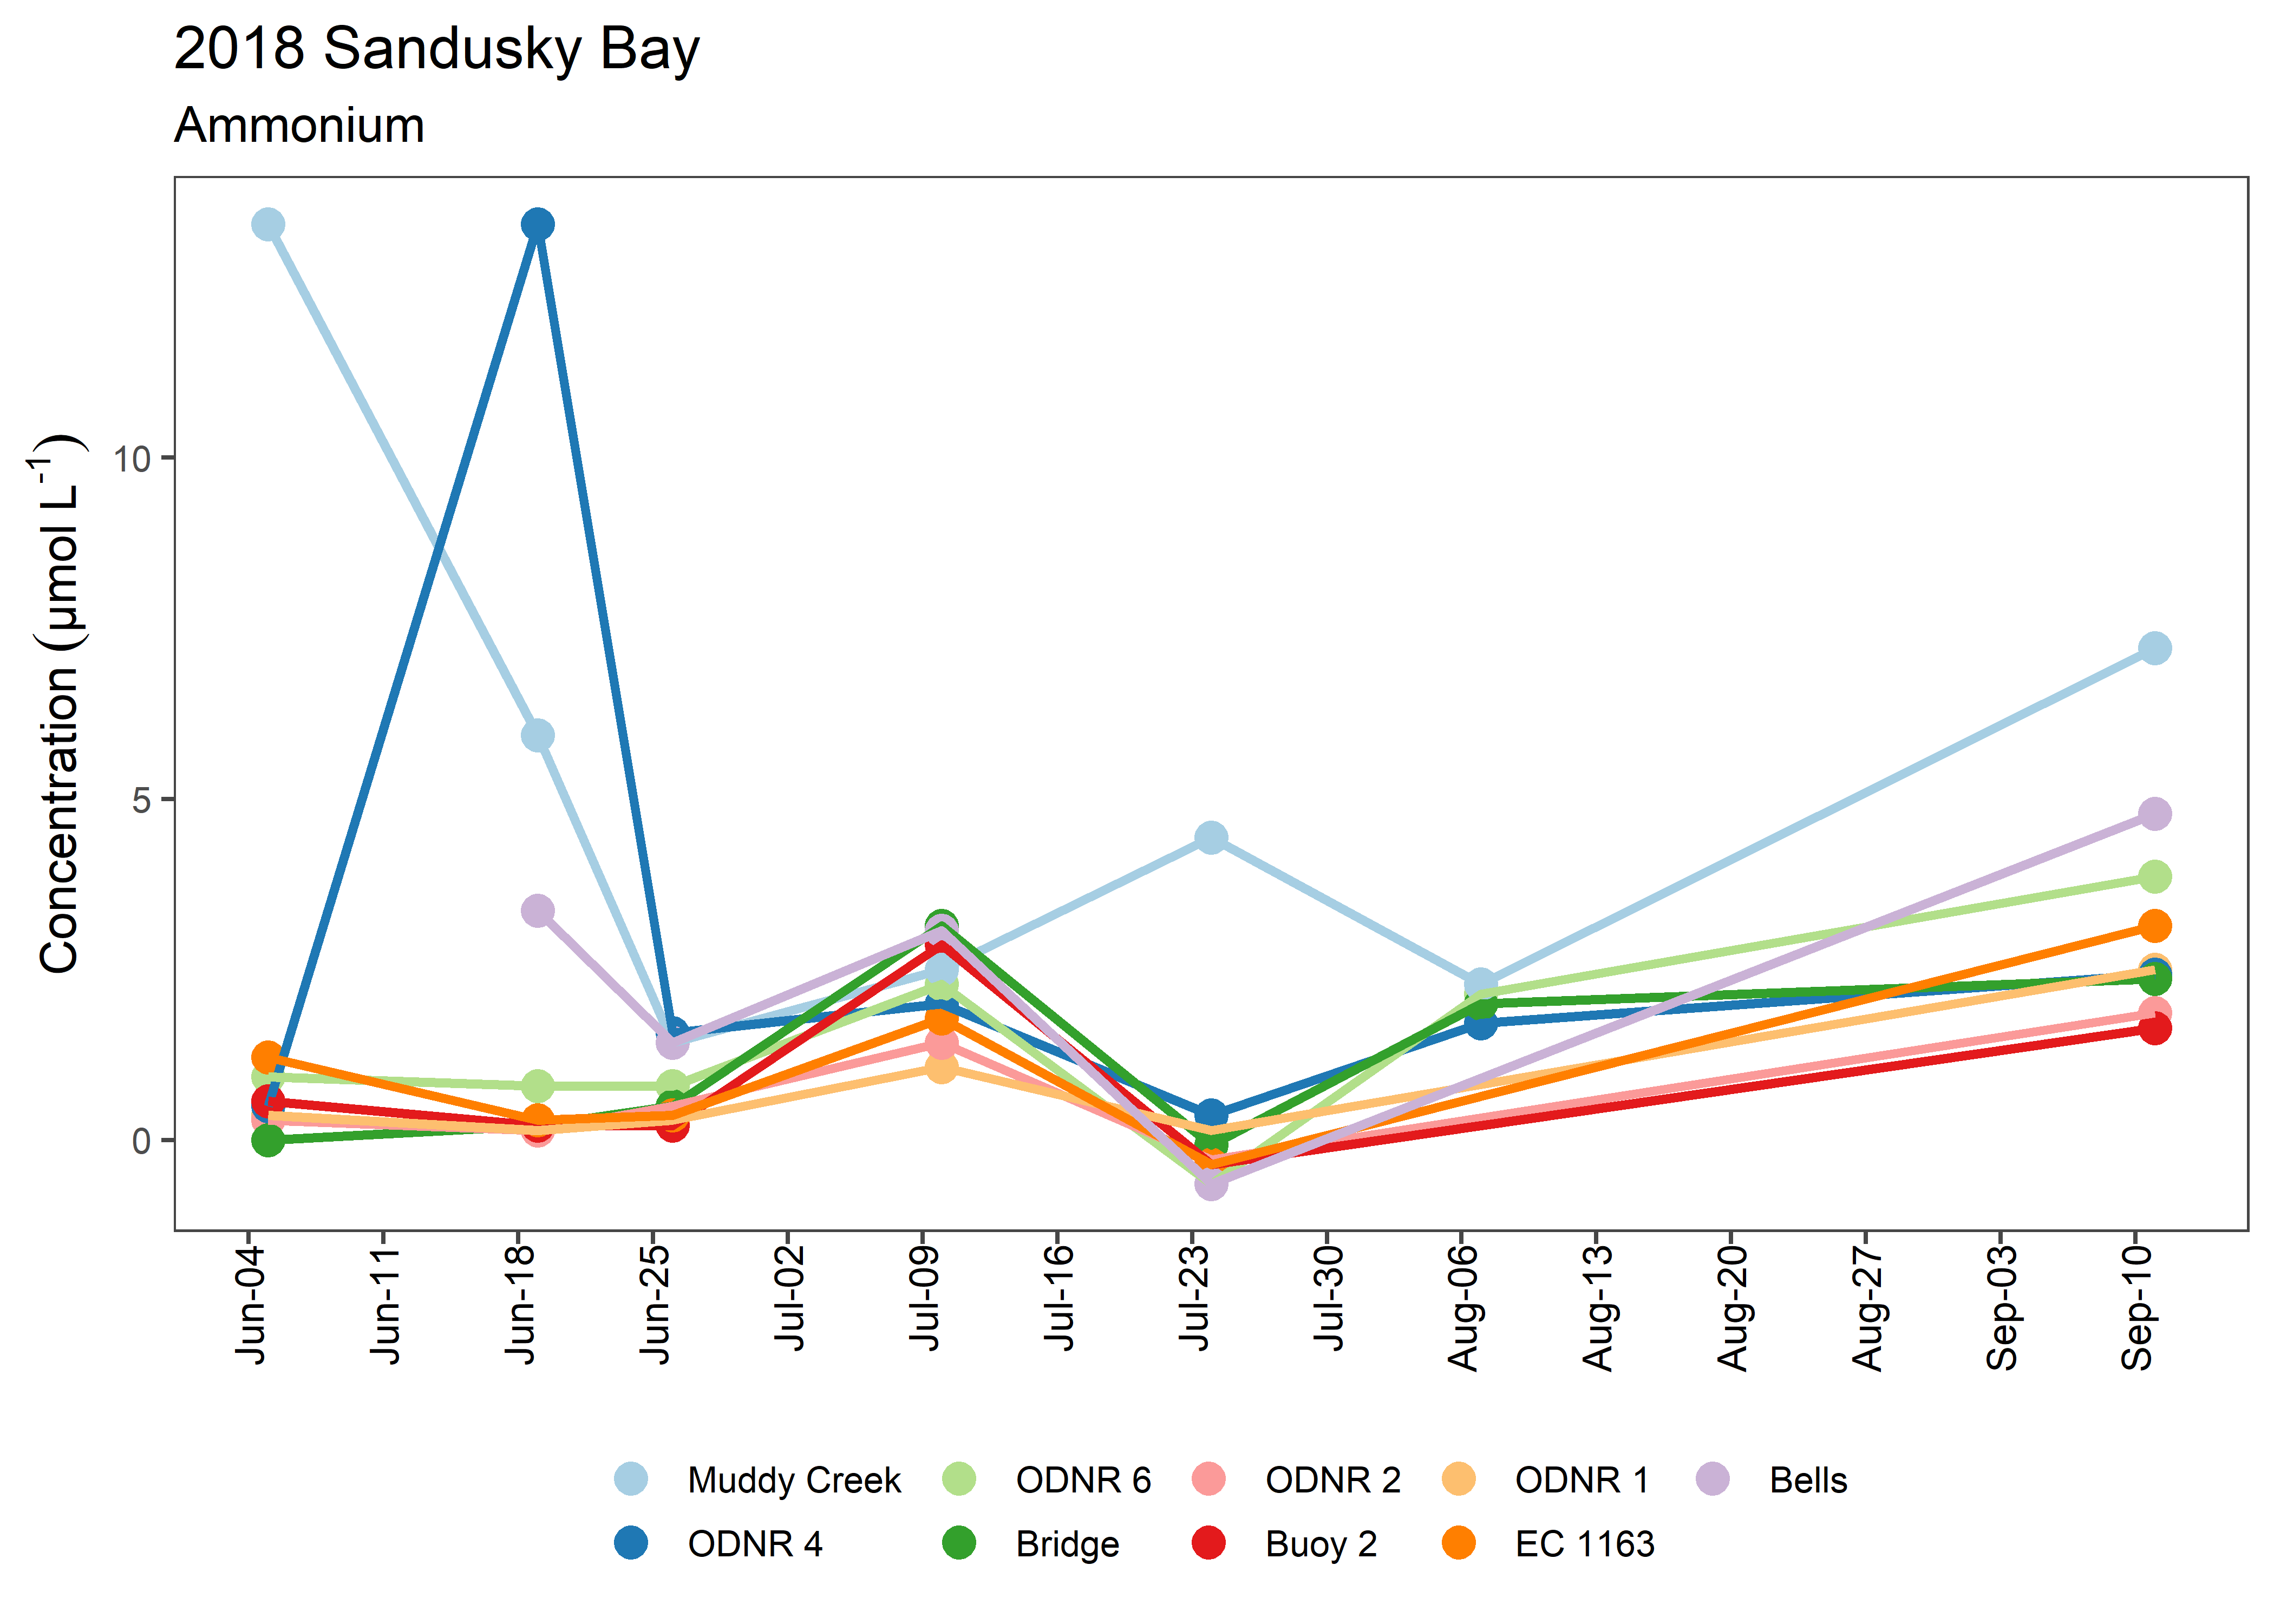 2018 Sandusky Bay
Ammonium
Concentration (µmol L⁻¹)
10
5
0
Jun-04
Jun-11
Jun-18
Jun-25
Jul-02
Jul-09
Jul-16
Jul-23
Jul-30
Aug-06
Aug-13
Aug-20
Aug-27
Sep-03
Sep-10
Muddy Creek ODNR 6 ODNR 2 ODNR 1 Bells
ODNR 4 Bridge Buoy 2 EC 1163